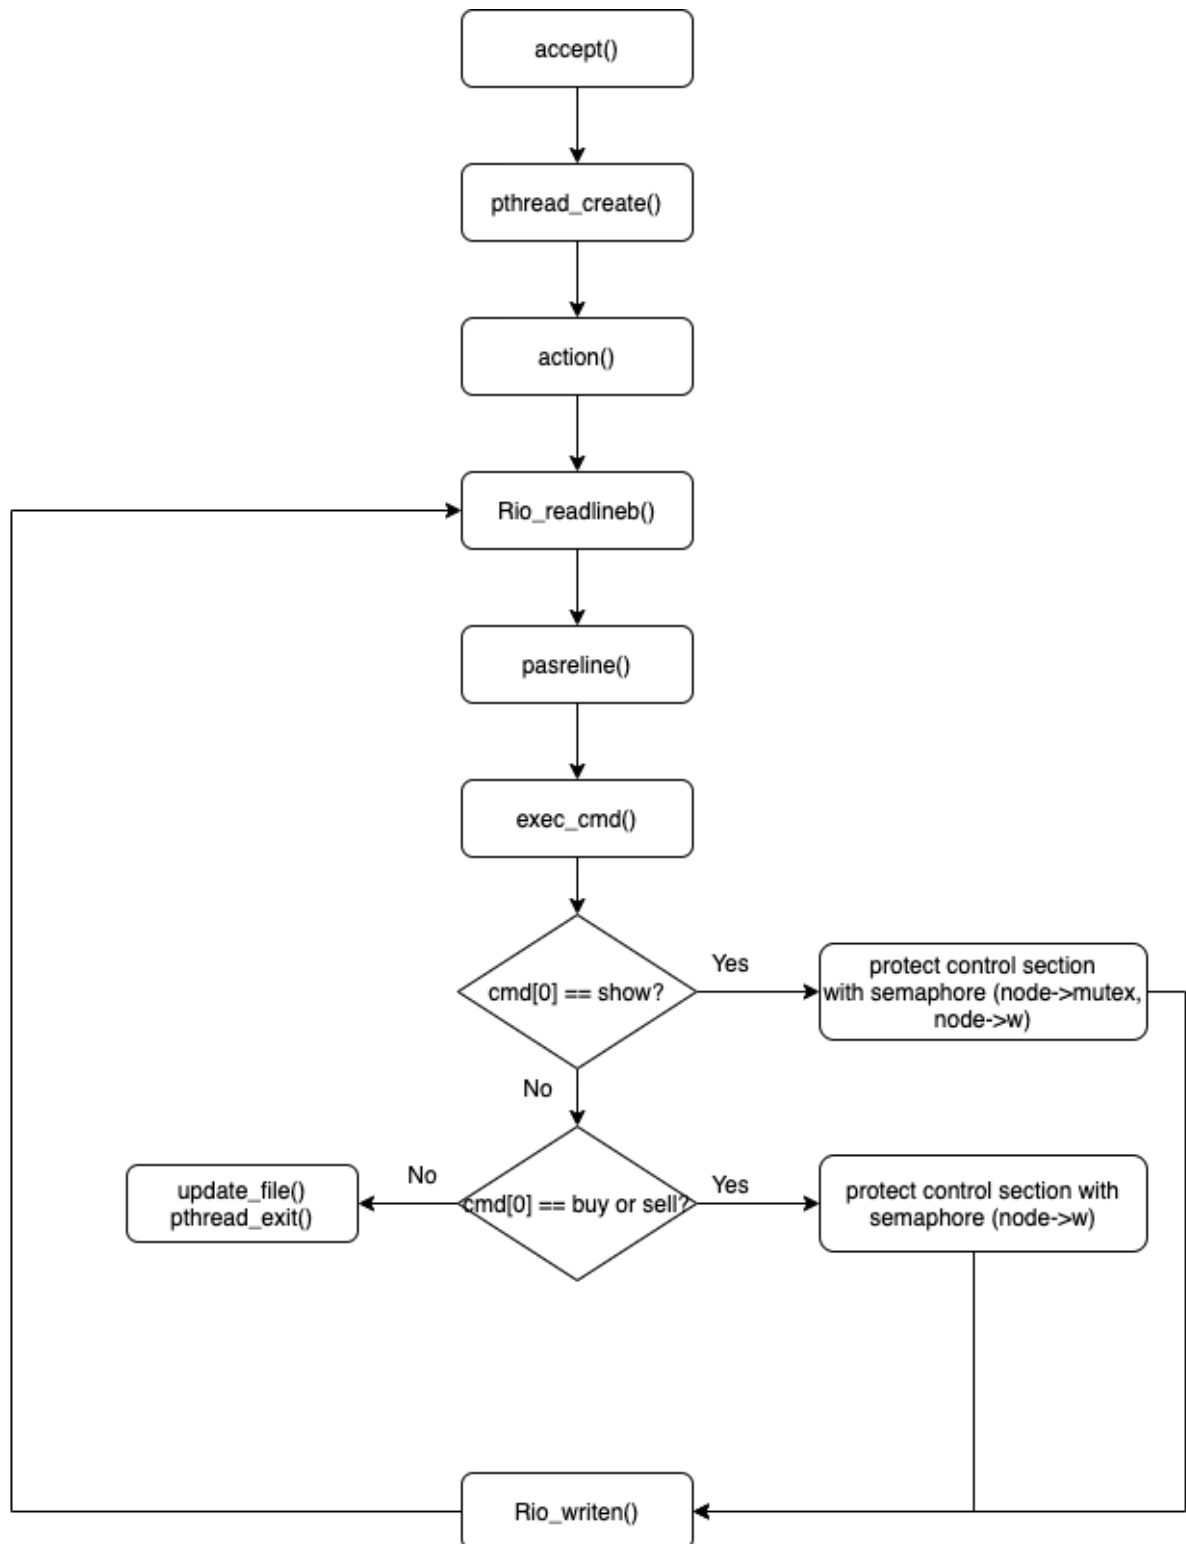 accept()
pthread_create()
action()
Rio_readlineb()
pasreline()
exec_cmd()
cmd[0] == show?
Yes
protect control section
with semaphore (node->mutex,
node->w)
No
cmd[0] == buy or sell?
Yes
protect control section with
semaphore (node->w)
No
update_file()
pthread_exit()
Rio_writen()